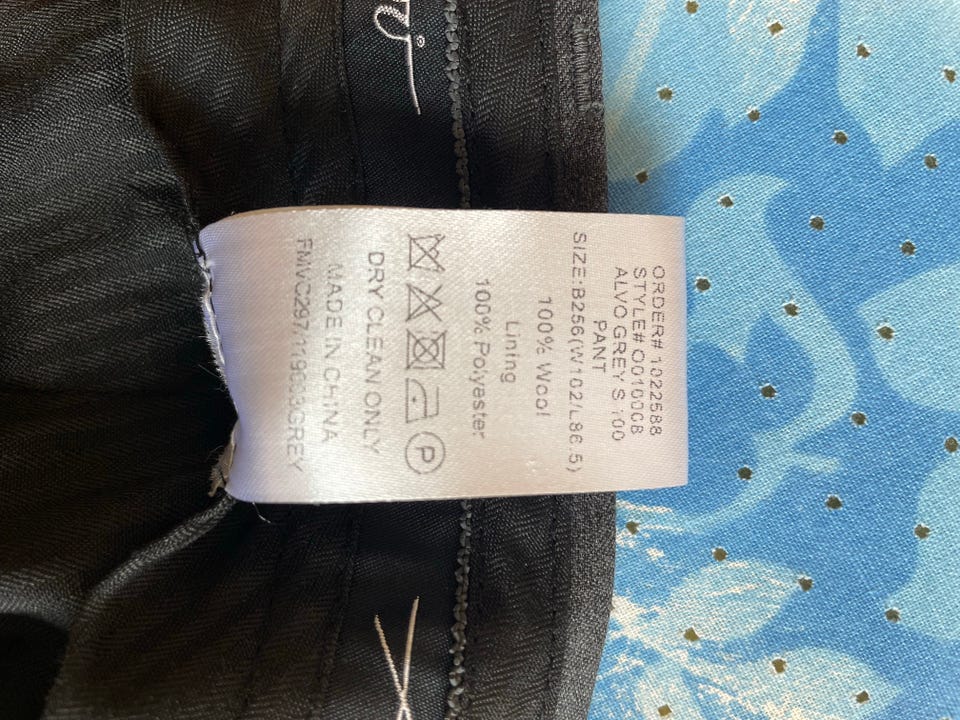 ORDER# 1022588
STYLE# O01000B
ALVO GREY S 100
PANT
SIZE:B256(W102/L86.5)
100% Wool
Lining
100% Polyester
P
DRY CLEAN ONLY
MADE IN CHINA